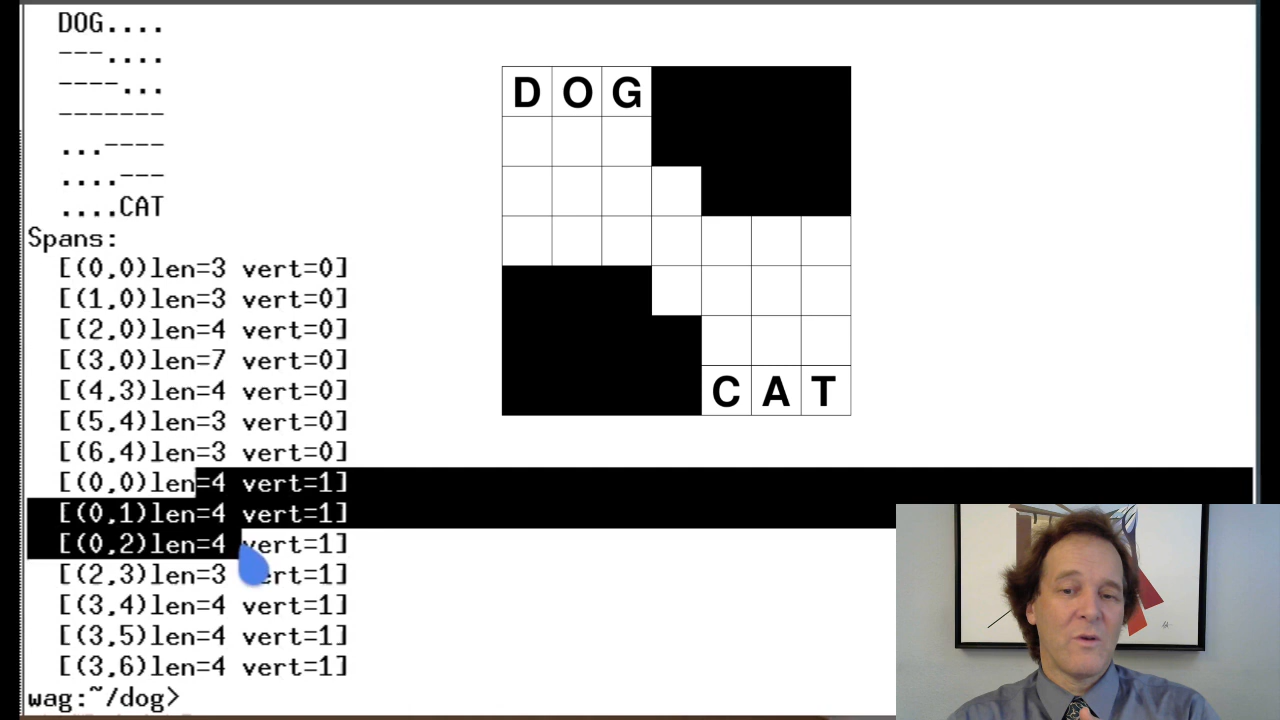 DOG....
---....
----...
-------
...----
....---
....CAT
Spans:
[(0,0)len=3 vert=0]
[(1,0)len=3 vert=0]
[(2,0)len=4 vert=0]
[(3,0)len=7 vert=0]
[(4,3)len=4 vert=0]
[(5,4)len=3 vert=0]
[(6,4)len=3 vert=0]
[(0,0)len=4 vert=1]
[(0,1)len=4 vert=1]
[(0,2)len=4 vert=1]
[(2,3)len=3 vert=1]
[(3,4)len=4 vert=1]
[(3,5)len=4 vert=1]
[(3,6)len=4 vert=1]
wag:~/dog>
D O G
C A T